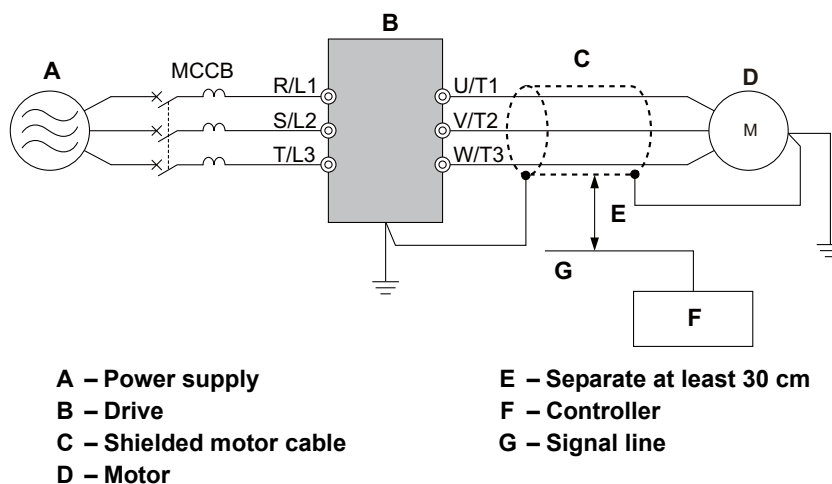 B
A
MCCB
C
D
R/L1
U/T1
S/L2
V/T2
M
T/L3
W/T3
E
G
F
A – Power supply
B – Drive
C – Shielded motor cable
D – Motor
E – Separate at least 30 cm
F – Controller
G – Signal line